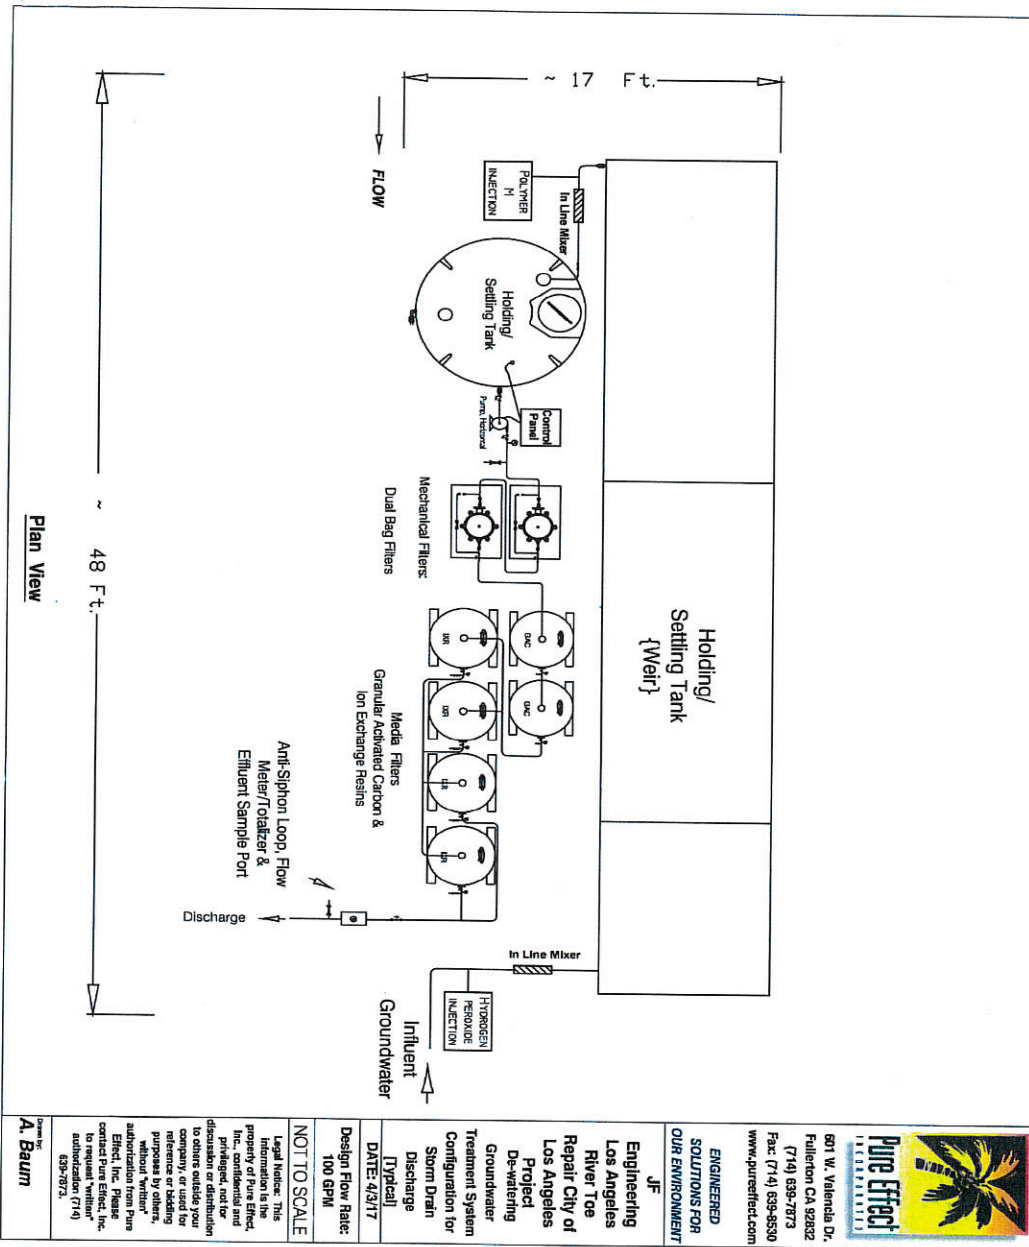 ~ 17 Ft.
FLOW
POLYMER
M
INJECTION
In Line Mixer
Holding/
Settling Tank
Control
Panel
Pump, Horizontal
Mechanical Filters:
Dual Bag Filters
Holding/
Settling Tank
{Weir}
GAC
GAC
IXR
IXR
IXR
IXR
Media Filters
Granular Activated Carbon &
Ion Exchange Resins
Anti-Siphon Loop, Flow
Meter/Totalizer &
Effluent Sample Port
Discharge
In Line Mixer
HYDROGEN
PEROXIDE
INJECTION
Influent
Groundwater
~ 48 Ft.
Plan View
Pure Effect
INCORPORATED
601 W. Valencia Dr.
Fullerton CA 92832
(714) 639-7873
Fax: (714) 639-8530
www.pureeffect.com
ENGINEERED
SOLUTIONS FOR
OUR ENVIRONMENT
JF
Engineering
Los Angeles
River Toe
Repair City of
Los Angeles
Project
De-watering
Groundwater
Treatment System
Configuration for
Storm Drain
Discharge
[Typical]
DATE: 4/3/17
Design Flow Rate:
100 GPM
NOT TO SCALE
Legal Notice: This
Information is the
property of Pure Effect,
Inc., confidential and
privileged, not for
discussion or distribution
to others outside your
company, or used for
reference or bidding
purposes by others,
without "written"
authorization from Pure
Effect, Inc. Please
contact Pure Effect, Inc.
to request "written"
authorization (714)
639-7873.
Drawn by:
A. Baum